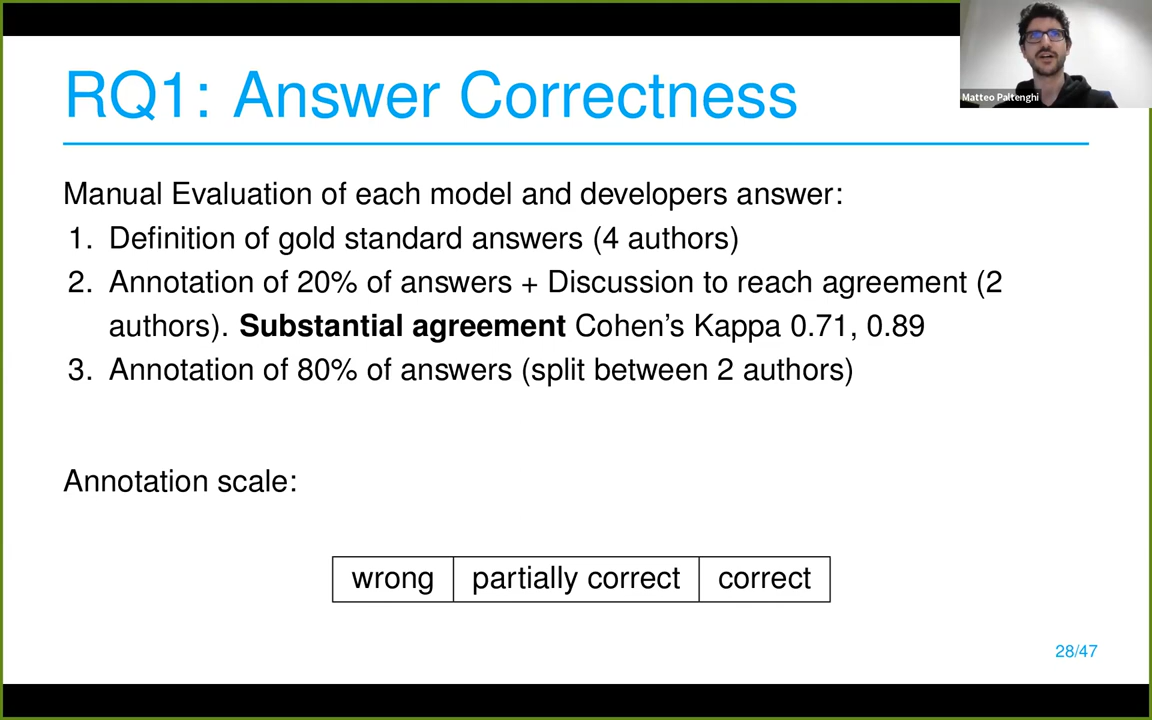 RQ1: Answer Correctness
Matteo Paltenghi
Manual Evaluation of each model and developers answer:
1. Definition of gold standard answers (4 authors)
2. Annotation of 20% of answers + Discussion to reach agreement (2
authors). Substantial agreement Cohen's Kappa 0.71, 0.89
3. Annotation of 80% of answers (split between 2 authors)
Annotation scale:
wrong partially correct correct
28/47